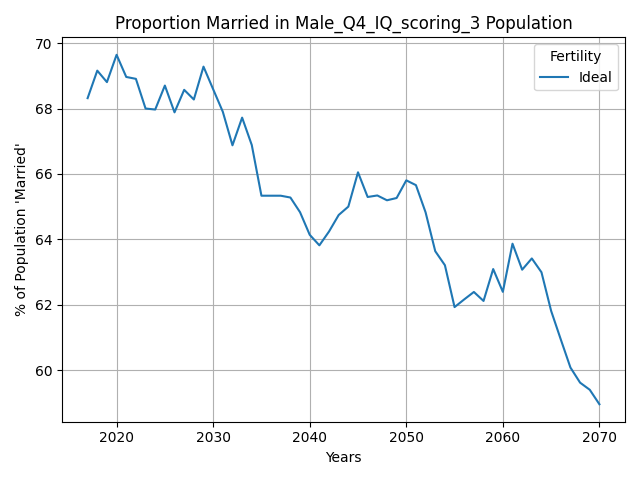 Proportion Married in Male_Q4_IQ_scoring_3 Population
70
68
66
64
62
60
% of Population 'Married'
Fertility
Ideal
2020 2030 2040 2050 2060 2070
Years